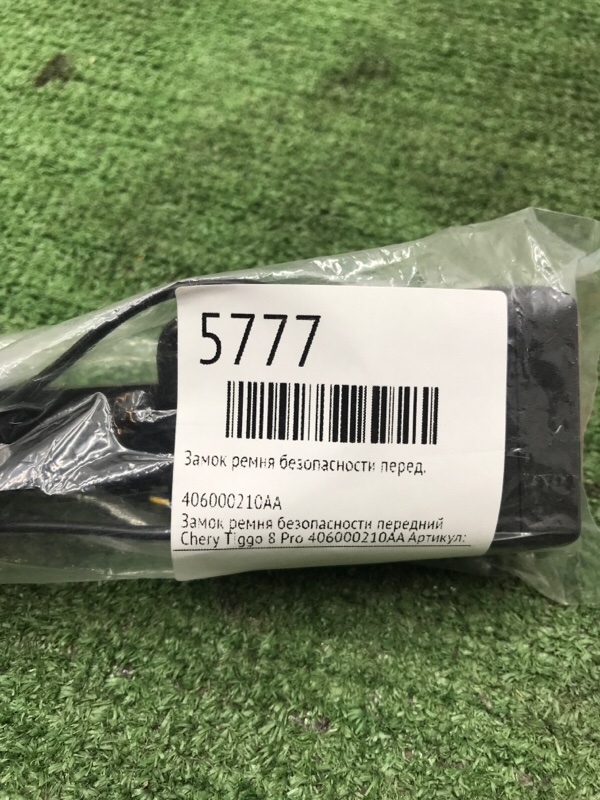 5777
Замок ремня безопасности перед.
406000210AA
Замок ремня безопасности передний
Chery Tiggo 8 Pro 406000210AA Артикул: